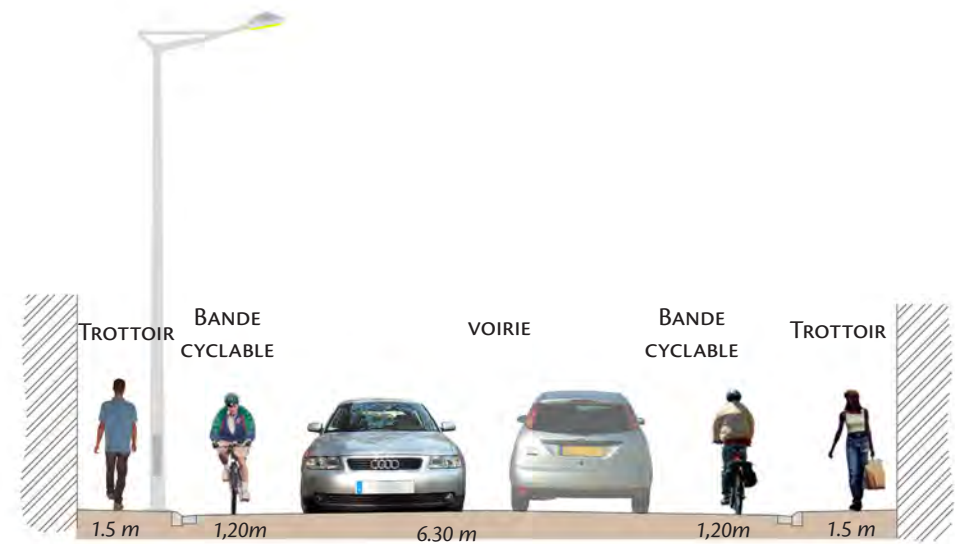 Trottoir
Bande
cyclable
voirie
Bande
cyclable
Trottoir
1.5 m
1,20m
6.30 m
1,20m
1.5 m